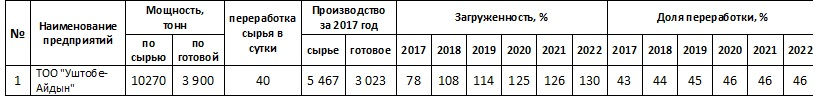 № Наименование предприятий Мощность, тонн переработка сырья в сутки Производство за 2017 год Загруженность, % Доля переработки, %
по сырью по готовой сырье готовое 2017 2018 2019 2020 2021 2022 2017 2018 2019 2020 2021 2022
1 ТОО "Уштобе-Айдын" 10270 3 900 40 5 467 3 023 78 108 114 125 126 130 43 44 45 46 46 46